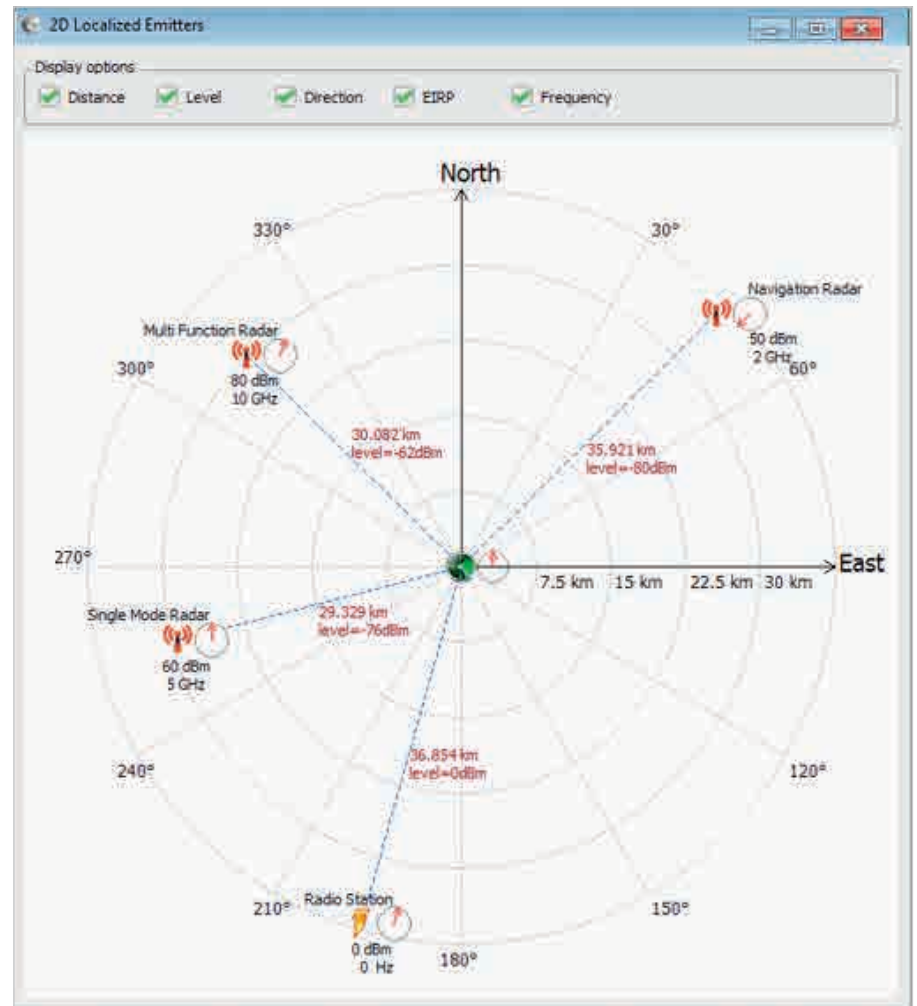 2D Localized Emitters
Display options
Distance
Level
Direction
EIRP
Frequency
North
330°
30°
Navigation Radar
50 dBm
2 GHz
60°
Multi Function Radar
80 dBm
10 GHz
300°
30.082 km
level=-62dBm
35.921 km
level=-80dBm
270°
East
7.5 km
15 km
22.5 km
30 km
Single Mode Radar
60 dBm
5 GHz
29.329 km
level=-76dBm
36.854 km
level=0dBm
240°
120°
210°
Radio Station
0 dBm
0 Hz
180°
150°